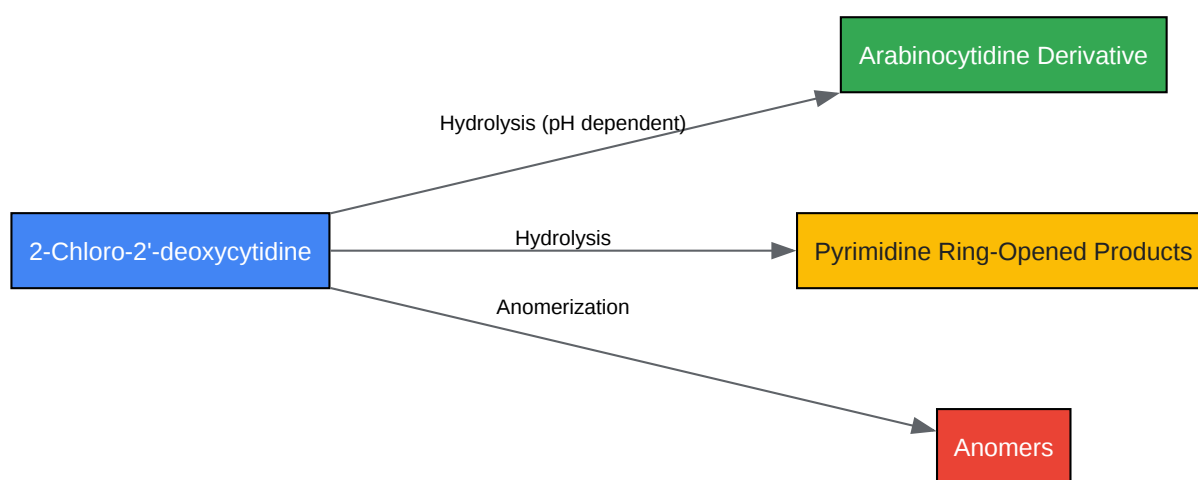 Arabinocytidine Derivative
Hydrolysis (pH dependent)
2-Chloro-2'-deoxycytidine
Hydrolysis
Pyrimidine Ring-Opened Products
Anomerization
Anomers